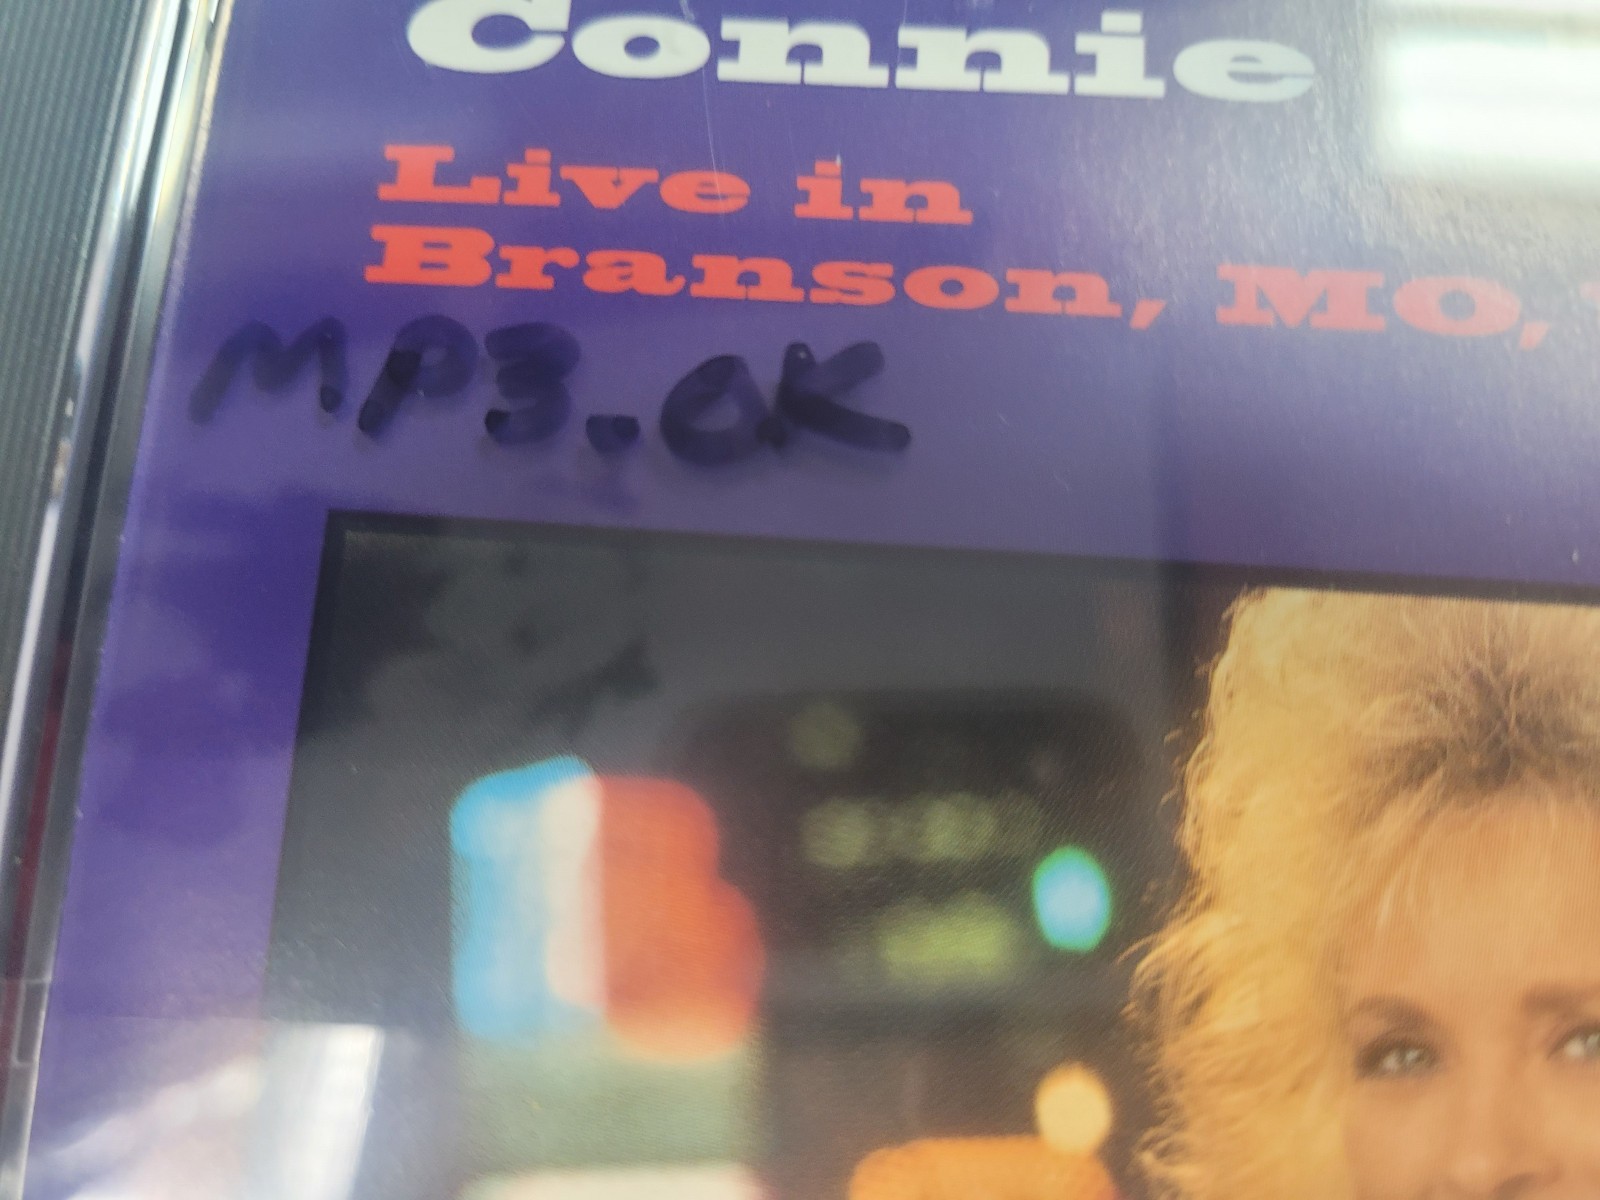 Connie
Live in
Branson, MO,
MP3-OK